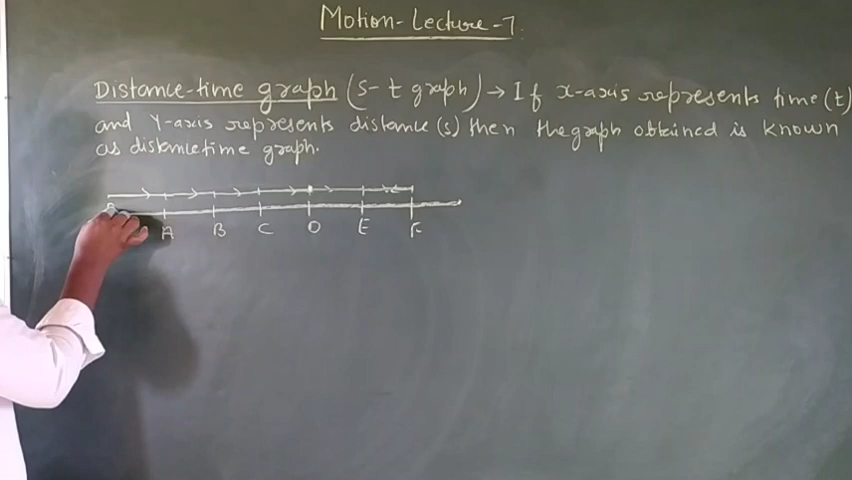 Motion-Lecture-7.
Distance-time graph (s-t graph) → If x-axis represents time (t)
and Y-axis represents distance (s) then the graph obtained is known
as distance time graph.
A B C D E F